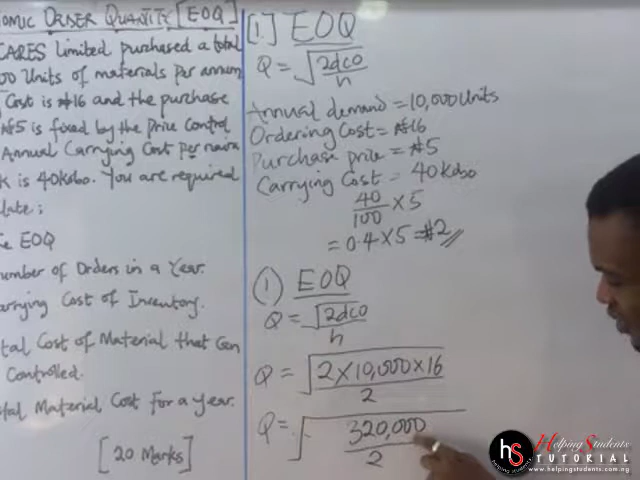 OMIC ORDER QUANTITY [EOQ]
CARES Limited purchased a total
00 Units of materials per annum
Cost is ₦16 and the purchase
₦5 is fixed by the Price Control
Annual Carrying Cost per naira
K is 40Kobo. You are required
late:
e EOQ
number of Orders in a Year.
arrying Cost of Inventory.
tal Cost of Material that Can
Controlled.
tal Material Cost for a year.
[20 Marks]
[1.] EOQ
Q = √2dco/h
Annual demand = 10,000 Units
Ordering Cost = ₦16
Purchase price = ₦5
Carrying Cost = 40 Kobo
40/100 × 5
= 0.4 × 5 = ₦2//
(1) EOQ
Q = √2dco/h
Q = √2×10,000×16/2
Q = √320,000/2
hs Helping Students
TUTORIAL
www.helpingstudents.com.ng